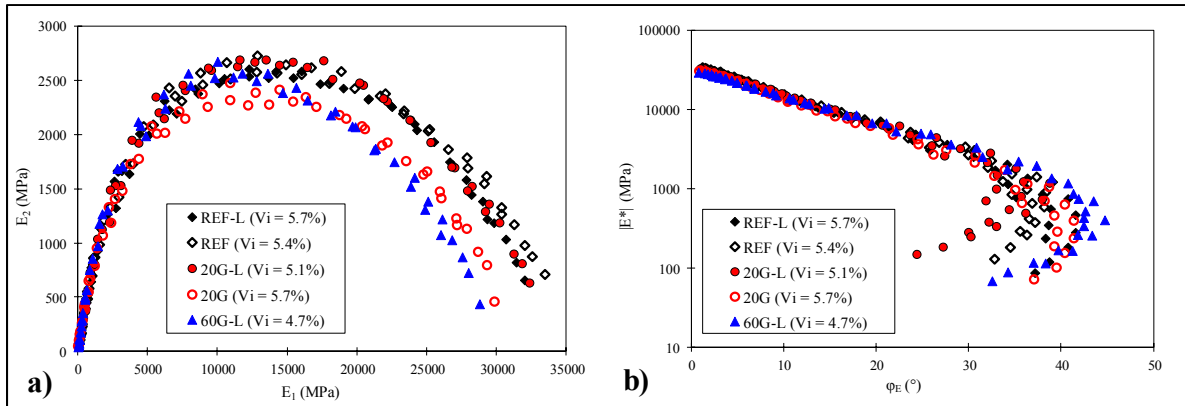 3000
2500
2000
1500
1000
500
0
E2 (MPa)
REF-L (Vi = 5.7%)
REF (Vi = 5.4%)
20G-L (Vi = 5.1%)
20G (Vi = 5.7%)
60G-L (Vi = 4.7%)
0 5000 10000 15000 20000 25000 30000 35000
E1 (MPa)
a)
100000
10000
1000
100
10
|E*| (MPa)
REF-L (Vi = 5.7%)
REF (Vi = 5.4%)
20G-L (Vi = 5.1%)
20G (Vi = 5.7%)
60G-L (Vi = 4.7%)
0 10 20 30 40 50
φE (°)
b)